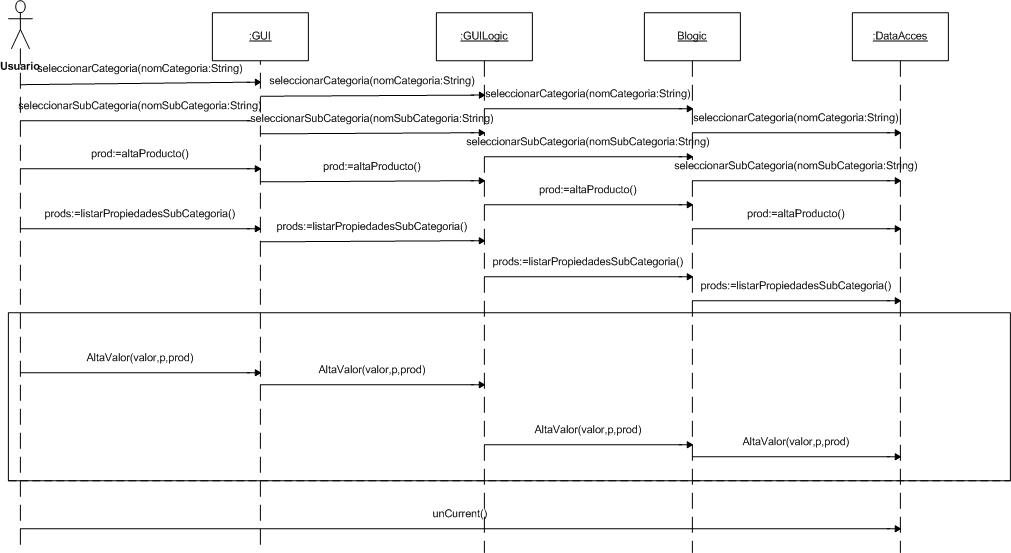 :GUI
:GUILogic
Blogic
:DataAcces
Usuario
seleccionarCategoria(nomCategoria:String)
seleccionarCategoria(nomCategoria:String)
seleccionarCategoria(nomCategoria:String)
seleccionarSubCategoria(nomSubCategoria:String)
seleccionarSubCategoria(nomSubCategoria:String)
seleccionarCategoria(nomCategoria:String)
seleccionarSubCategoria(nomSubCategoria:String)
prod:=altaProducto()
prod:=altaProducto()
seleccionarSubCategoria(nomSubCategoria:String)
prod:=altaProducto()
prods:=listarPropiedadesSubCategoria()
prod:=altaProducto()
prods:=listarPropiedadesSubCategoria()
prods:=listarPropiedadesSubCategoria()
prods:=listarPropiedadesSubCategoria()
AltaValor(valor,p,prod)
AltaValor(valor,p,prod)
AltaValor(valor,p,prod)
AltaValor(valor,p,prod)
unCurrent()